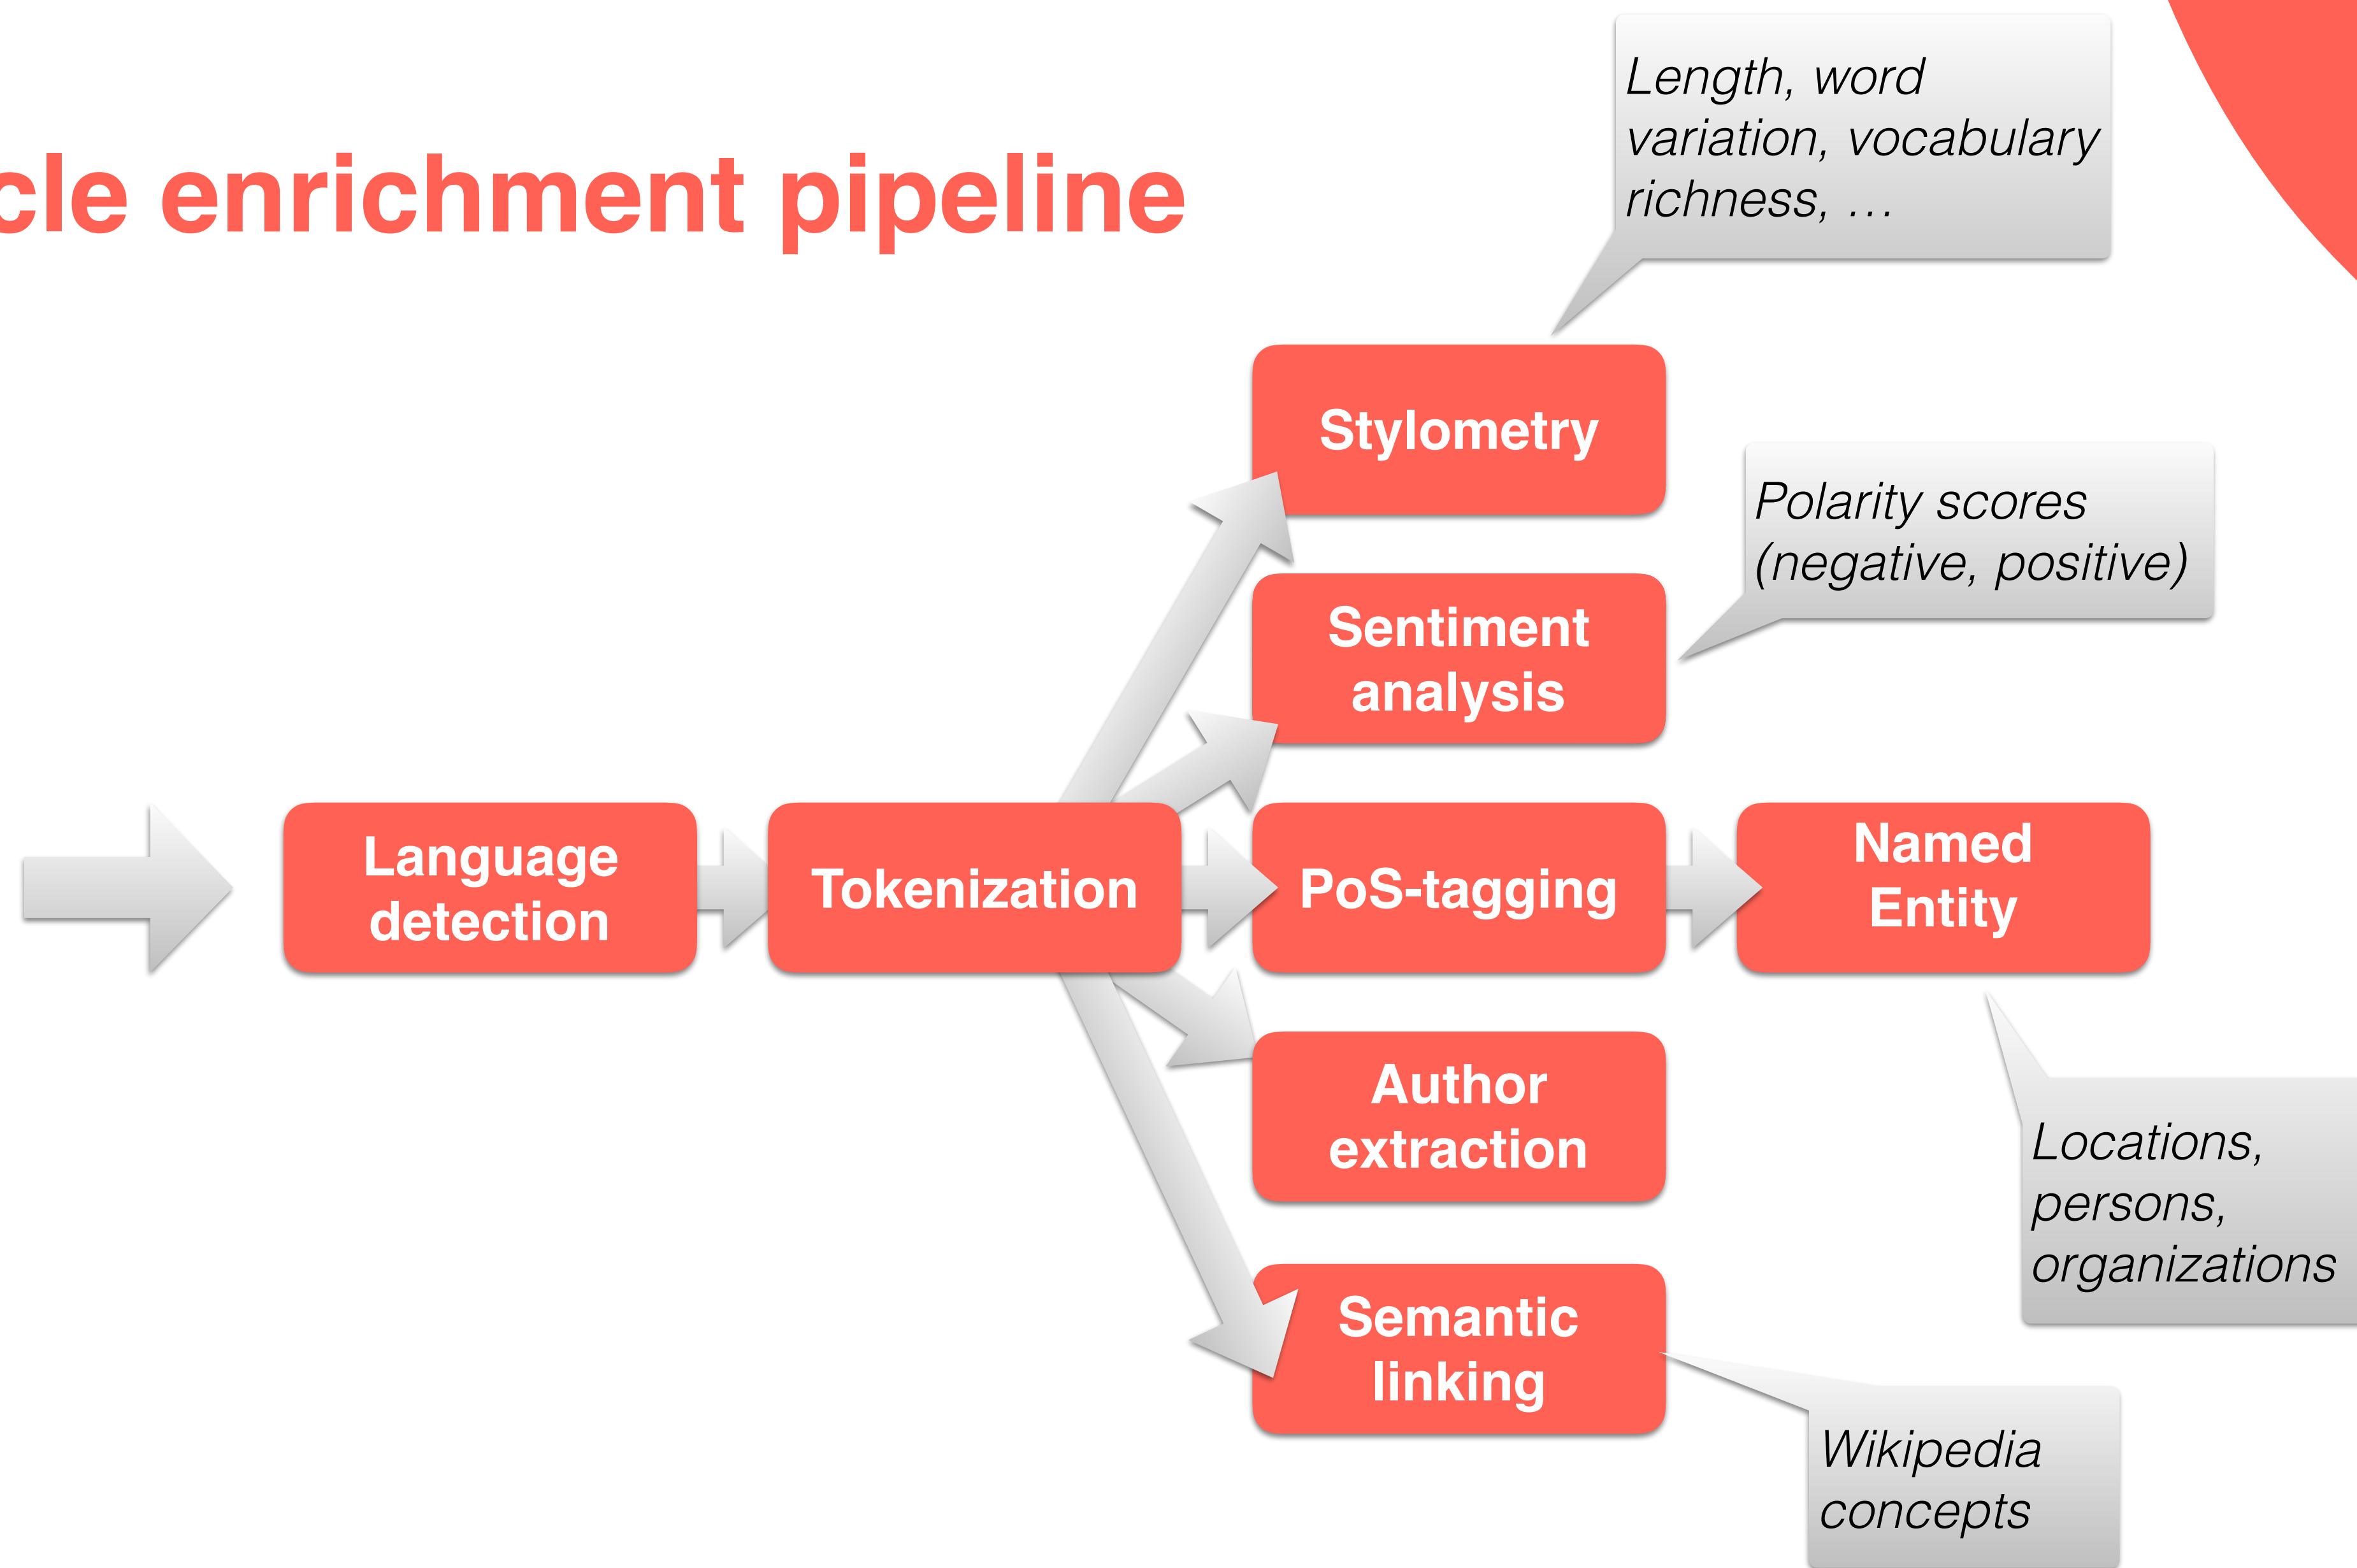 cle enrichment pipeline
Length, word
variation, vocabulary
richness, …
Stylometry
Polarity scores
(negative, positive)
Sentiment
analysis
Language
detection
Tokenization
PoS-tagging
Named
Entity
Author
extraction
Locations,
persons,
organizations
Semantic
linking
Wikipedia
concepts